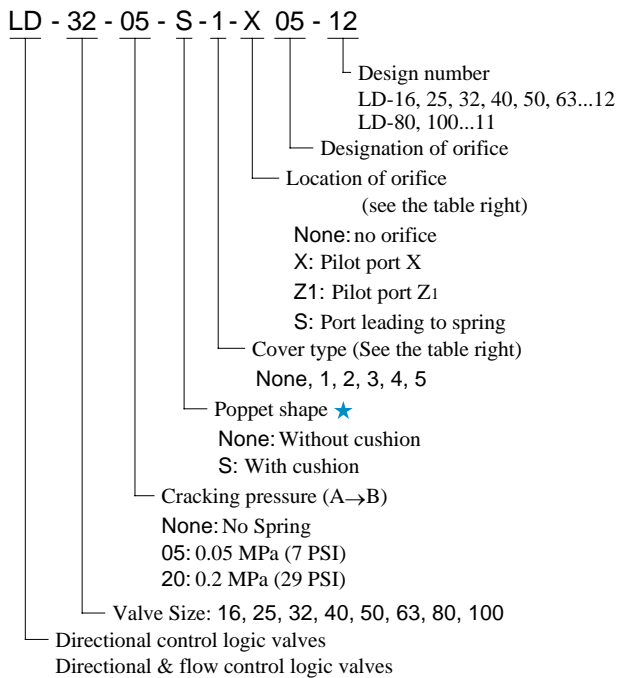 LD - 32 - 05 - S - 1 - X 05 - 12
Design number
LD-16, 25, 32, 40, 50, 63...12
LD-80, 100...11
Designation of orifice
Location of orifice
(see the table right)
None: no orifice
X: Pilot port X
Z1: Pilot port Z1
S: Port leading to spring
Cover type (See the table right)
None, 1, 2, 3, 4, 5
Poppet shape ★
None: Without cushion
S: With cushion
Cracking pressure (A→B)
None: No Spring
05: 0.05 MPa (7 PSI)
20: 0.2 MPa (29 PSI)
Valve Size: 16, 25, 32, 40, 50, 63, 80, 100
Directional control logic valves
Directional & flow control logic valves